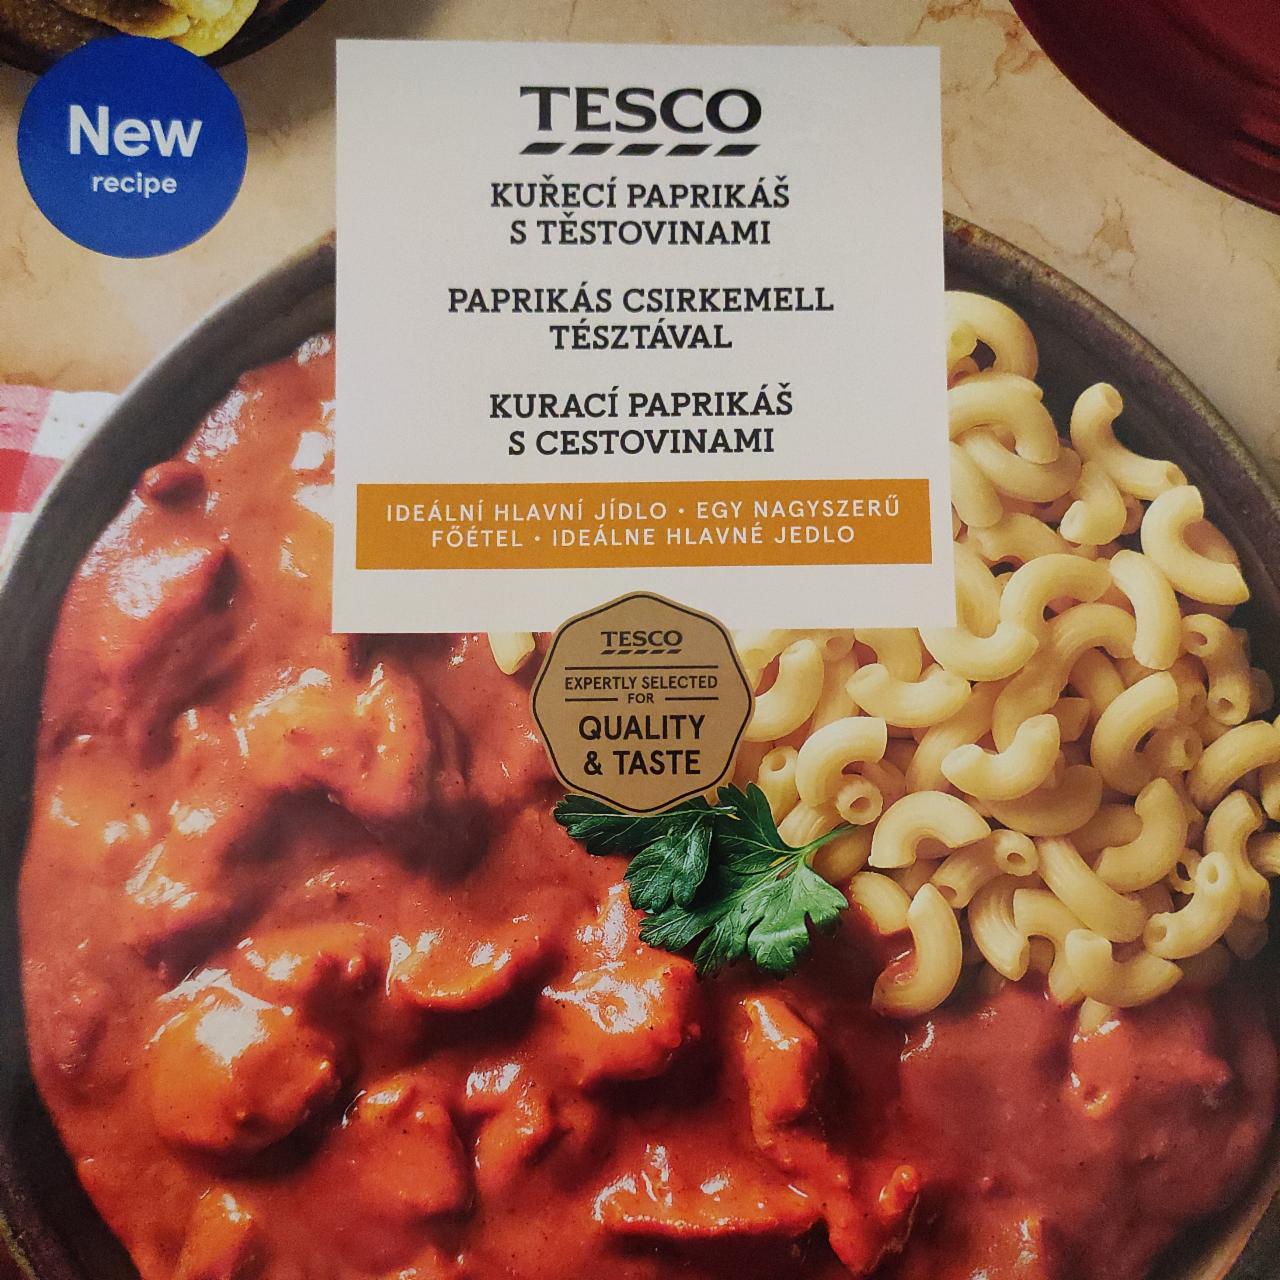 New
recipe
TESCO
KUŘECÍ PAPRIKÁŠ
S TĚSTOVINAMI
PAPRIKÁS CSIRKEMELL
TÉSZTÁVAL
KURACÍ PAPRIKÁŠ
S CESTOVINAMI
IDEÁLNÍ HLAVNÍ JÍDLO • EGY NAGYSZERŰ
FŐÉTEL • IDEÁLNE HLAVNÉ JEDLO
TESCO
EXPERTLY SELECTED
FOR
QUALITY
& TASTE